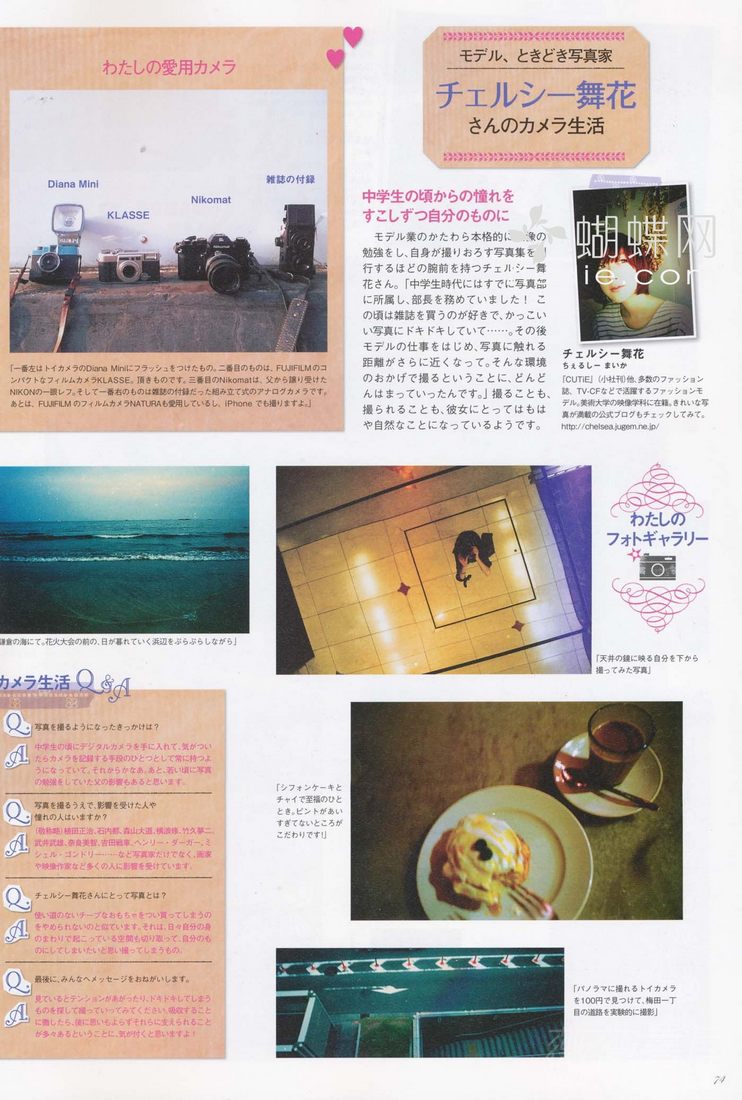 わたしの愛用カメラ
Diana Mini
KLASSE
Nikomat
雑誌の付録
「一番左はトイカメラのDiana Miniにフラッシュをつけたもの。二番目のものは、FUJIFILMのコ
ンパクトなフィルムカメラKLASSE。頂きものです。三番目のNikomatは、父から譲り受けた
NIKONの一眼レフ。そして一番右のものは雑誌の付録だった組み立て式のアナログカメラです。
あとは、FUJIFILMのフィルムカメラNATURAも愛用しているし、iPhoneでも撮りますよ。」
モデル、ときどき写真家
チェルシー舞花
さんのカメラ生活
中学生の頃からの憧れを
すこしずつ自分のものに
モデル業のかたわら本格的に 像の
勉強をし、自身が撮りおろす写真集を
行するほどの腕前を持つチェルシー舞
花さん。「中学生時代にはすでに写真部
に所属し、部長を務めていました! こ
の頃は雑誌を買うのが好きで、かっこい
い写真にドキドキしていて……。その後
モデルの仕事をはじめ、写真に触れる
距離がさらに近くなって。そんな環境
のおかげで撮るということに、どんど
んはまっていったんです。」撮ることも、
撮られることも、彼女にとってはもは
や自然なことになっているようです。
蝴蝶网
ie.cor
チェルシー舞花
ちぇるしー まいか
「CUTiE」(小社刊)他、多数のファッション
誌、TV-CFなどで活躍するファッションモ
デル。美術大学の映像学科に在籍。きれいな写
真が満載の公式ブログもチェックしてみて。
http://chelsea.jugem.ne.jp/
わたしの
フォトギャラリー
鎌倉の海にて。花火大会の前の、日が暮れていく浜辺をぶらぶらしながら」
「天井の鏡に映る自分を下から
撮ってみた写真」
カメラ生活 Q&A
Q. 写真を撮るようになったきっかけは?
A. 中学生の頃にデジタルカメラを手に入れて、気がつい
たらカメラを記録する手段のひとつとして常に持つよ
うになっていて。それからかなあ。あと、若い頃に写真
の勉強をしていた父の影響もあると思います。
Q. 写真を撮るうえで、影響を受けた人や
憧れの人はいますか?
A. (敬称略)植田正治、石内都、森山大道、横浪修、竹久夢二、
武井武雄、奈良美智、吉田戦車、ヘンリー・ダーガー、ミ
シェル・ゴンドリー……など写真家だけでなく、画家
や映像作家など多くの人に影響を受けています。
Q. チェルシー舞花さんにとって写真とは?
A. 使い道のないチープなおもちゃをつい買ってしまうの
をやめられないのと似ています。それは、日々自分の身
のまわりで起こっている空間も切り取って、自分のも
のにしてしまいたいと思い撮ってしまうもの。
Q. 最後に、みんなへメッセージをおねがいします。
A. 見ているとテンションがあがったり、ドキドキしてしまう
ものを探して撮っていってみてください。吸収すること
に徹したら、後に思いもよらずそれらに支えられること
が多々あるということに、気が付くと思いますよ!
「シフォンケーキと
チャイで至福のひと
とき。ピントがあい
すぎてないところが
こだわりです!」
「パノラマに撮れるトイカメラ
を100円で見つけて、梅田一丁
目の道路を実験的に撮影」
74